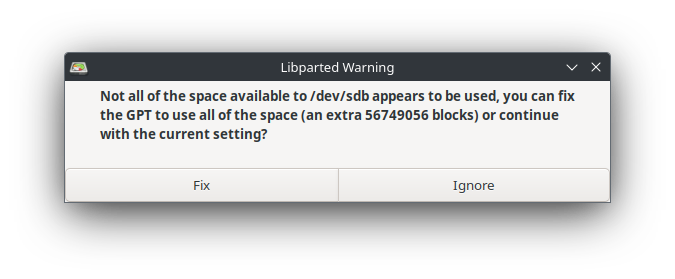 Libparted Warning
Not all of the space available to /dev/sdb appears to be used, you can fix
the GPT to use all of the space (an extra 56749056 blocks) or continue
with the current setting?
Fix
Ignore